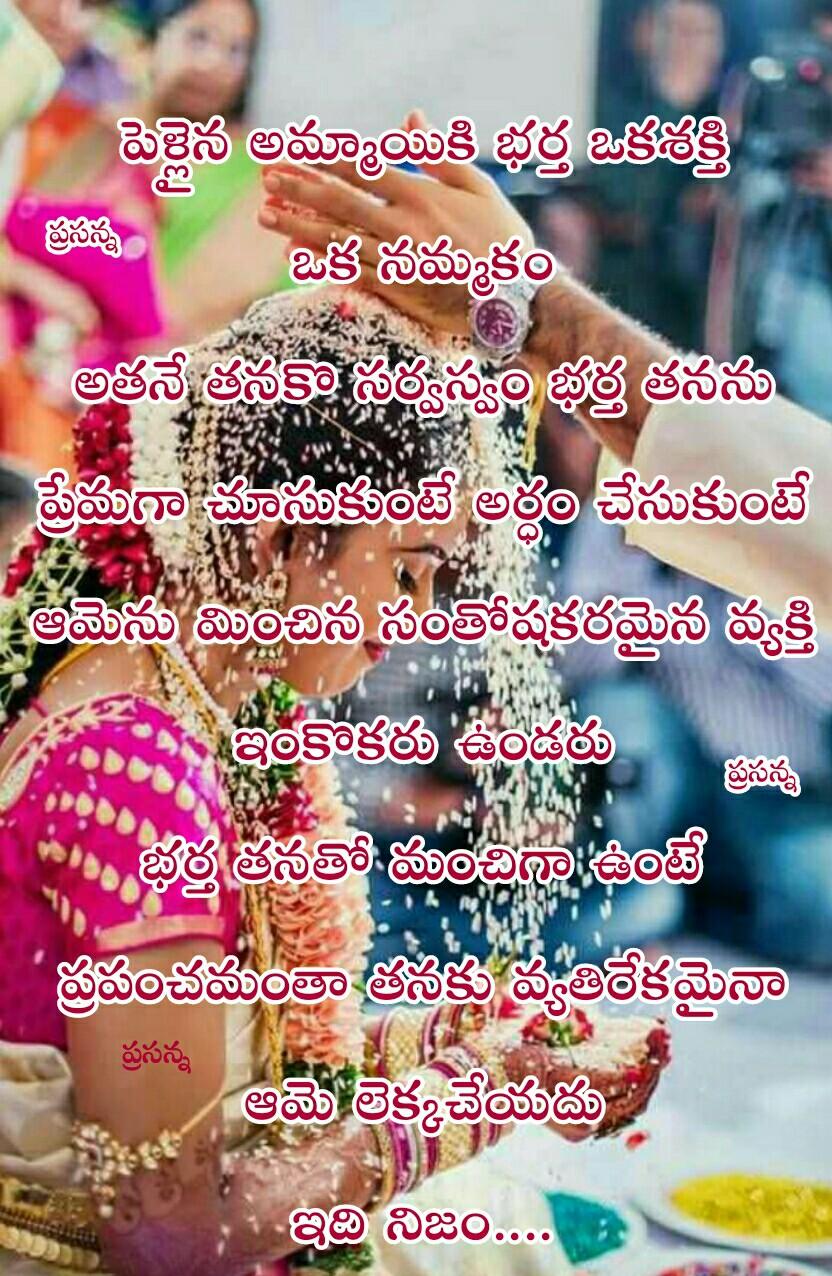 పెళ్లైన అమ్మాయికి భర్త ఒకశక్తి
ప్రసన్న
ఒక నమ్మకం
అతనే తనకొ సర్వస్వం భర్త తనను
ప్రేమగా చూసుకుంటే అర్ధం చేసుకుంటే
ఆమెను మించిన సంతోషకరమైన వ్యక్తి
ఇంకొకరు ఉండరు
ప్రసన్న
భర్త తనతో మంచిగా ఉంటే
ప్రపంచమంతా తనకు వ్యతిరేకమైనా
ప్రసన్న
ఆమె లెక్కచేయదు
ఇది నిజం....